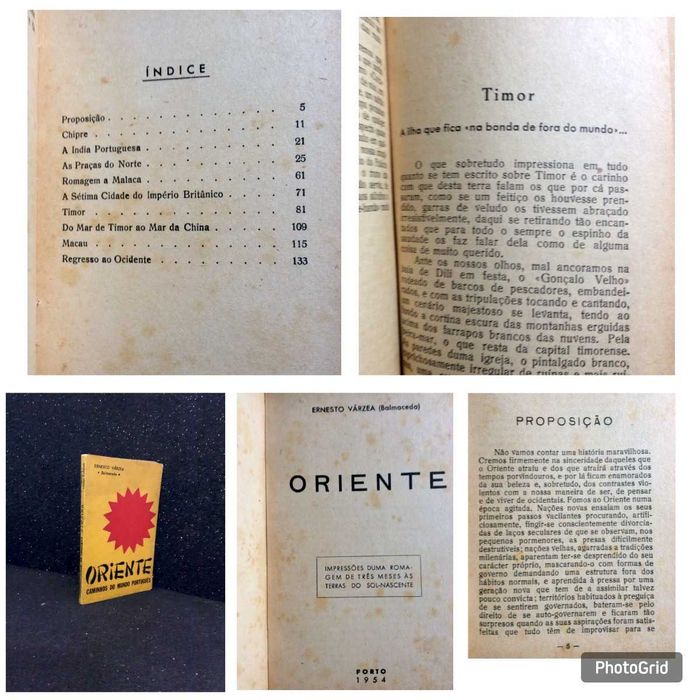 ÍNDICE
Proposição . . . . . . . . . . 5
Chipre . . . . . . . . . . 11
A Índia Portuguesa . . . . . . . . . . 21
As Praças do Norte . . . . . . . . . . 25
Romagem a Malaca . . . . . . . . . . 61
A Sétima Cidade do Império Britânico . . . . 71
Timor . . . . . . . . . . 81
Do Mar de Timor ao Mar da China . . . . . 109
Macau . . . . . . . . . . 115
Regresso ao Ocidente . . . . . . . . 133
Timor
A ilha que fica «na banda de fora do mundo»...
O que sobretudo impressiona em tudo
quanto se tem escrito sobre Timor é o carinho
com que desta terra falam os que por cá pas-
saram, como se um feitiço os houvesse pren-
dido, garras de veludo os tivessem abraçado
irresistivelmente, daqui se retirando tão encan-
tados que para todo o sempre o espinho da
saudade os faz falar dela como de alguma
coisa de muito querido.
Ante os nossos olhos, mal ancoramos na
baía de Dili em festa, o «Gonçalo Velho»
rodeado de barcos de pescadores, embandei-
rados, e com as tripulações tocando e cantando,
um cenário majestoso se levanta, tendo ao
fundo a cortina escura das montanhas erguidas
acima dos farrapos brancos das nuvens. Pela
beira-mar, o que resta da capital timorense.
As paredes duma igreja, o pintalgado branco,
caprichosamente irregular de ruínas e mais
ERNESTO VÁRZEA
(Balmaceda)
ORIENTE
CAMINHOS DO MUNDO PORTUGUÊS
ERNESTO VÁRZEA (Balmaceda)
ORIENTE
IMPRESSÕES DUMA ROMA-
GEM DE TRÊS MESES ÀS
TERRAS DO SOL-NASCENTE
PORTO
1954
PROPOSIÇÃO
Não vamos contar uma história maravilhosa.
Cremos firmemente na sinceridade daqueles que
o Oriente atraíu e dos que atrairá através dos
tempos porvindouros, e por lá ficam enamorados
da sua beleza e, sobretudo, dos contrastes vio-
lentos com a nossa maneira de ser, de pensar
e de viver de ocidentais. Fomos ao Oriente numa
época agitada. Nações novas ensaiam os seus
primeiros passos vacilantes procurando, arti-
ficiosamente, fingir-se conscientemente divorcia-
das de laços seculares de que se observam, nos
pequenos pormenores, as presas dificilmente
destrutíveis; nações velhas, agarradas a tradições
milenárias, aparentam ter-se desprendido do seu
carácter próprio, mascarando-o com formas de
governo demandando uma estrutura fora dos
hábitos normais, e aprendida à pressa por uma
geração nova que tem de a assimilar talvez
pouco convicta; territórios habituados à preguiça
de se sentirem governados, bateram-se pelo
direito de se auto-governarem e ficaram tão
surpresos quando as suas aspirações foram satis-
feitas que tudo têm de improvisar para se
— 5 —
PhotoGrid